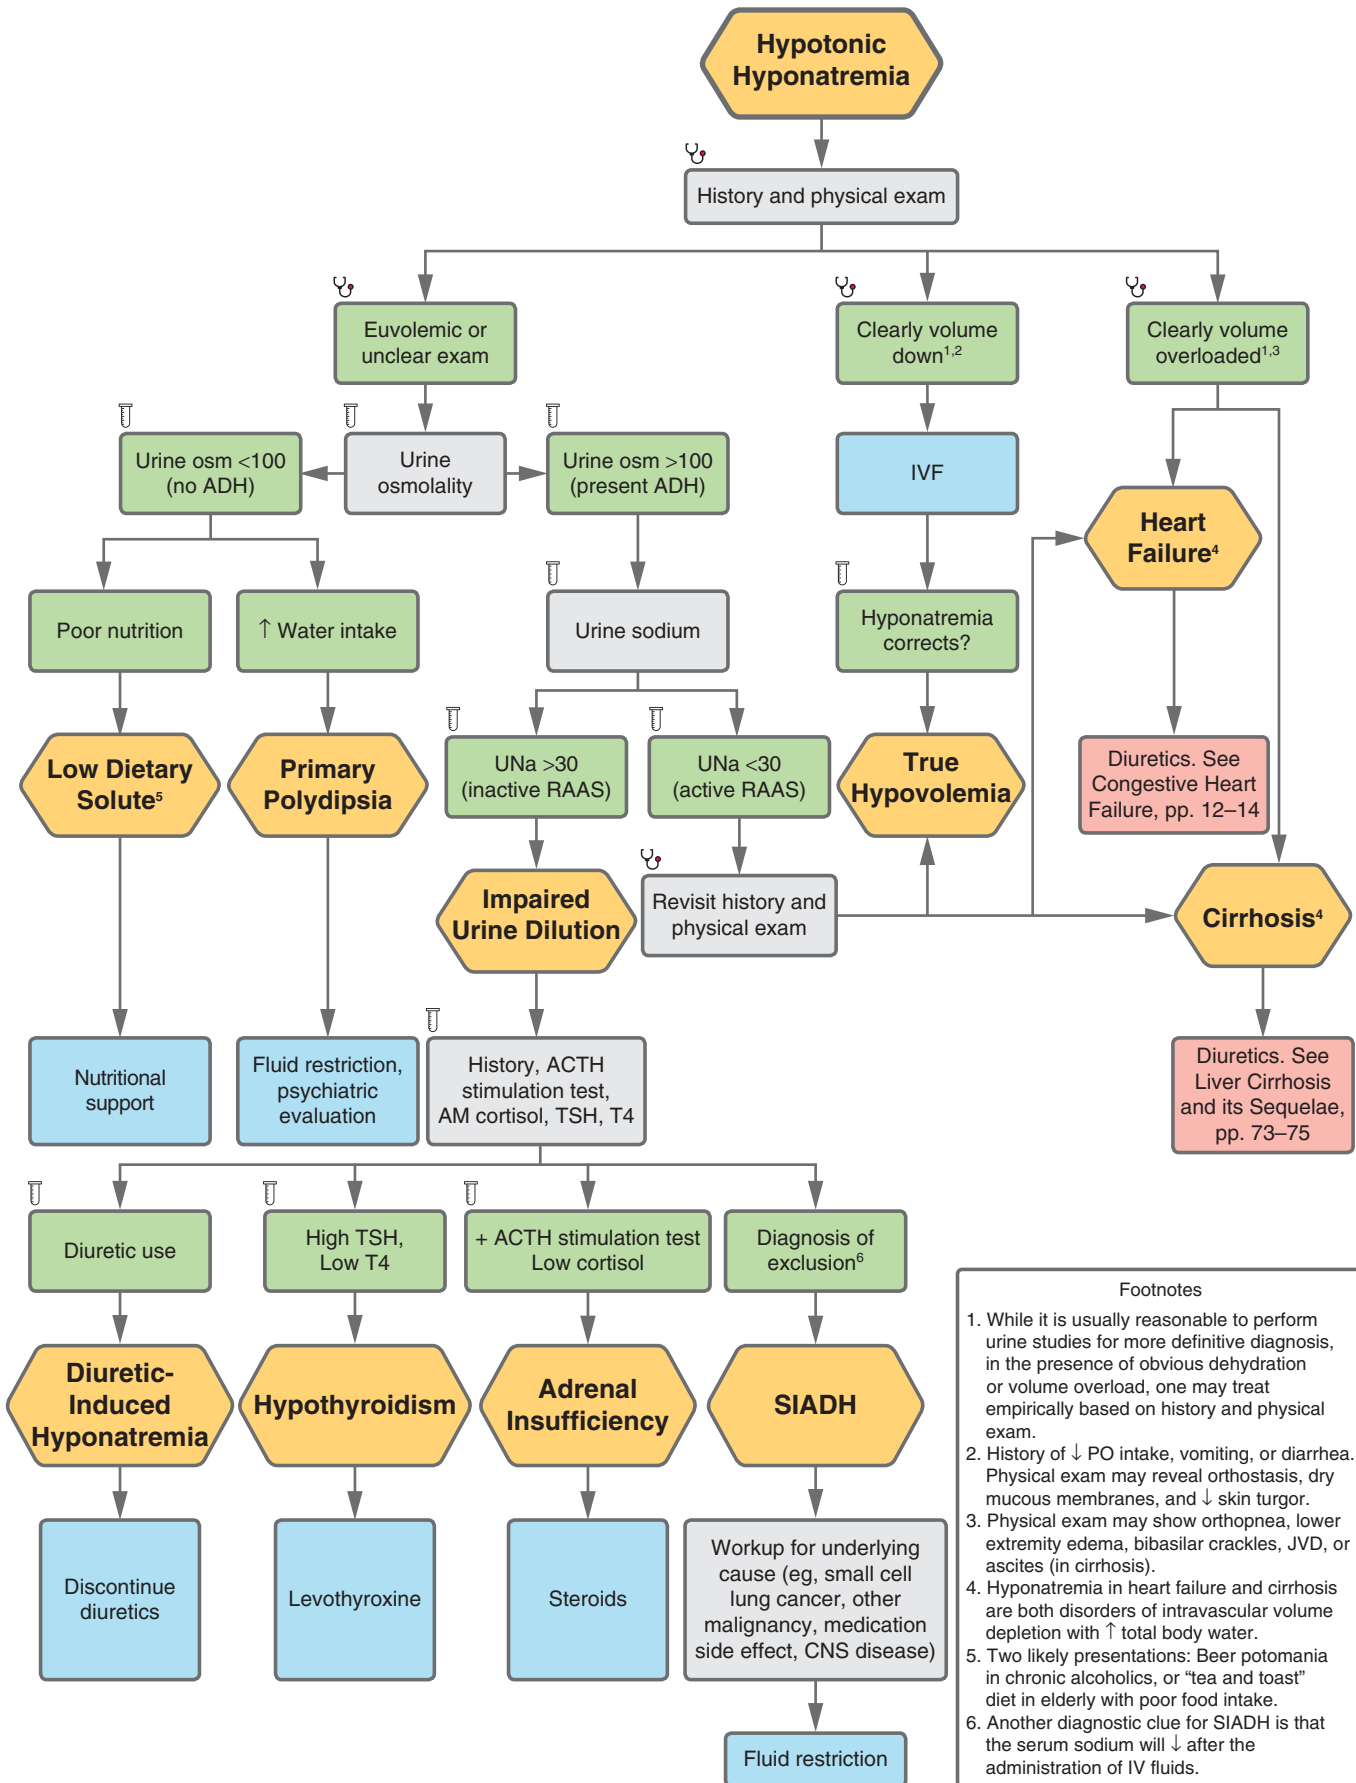 Hypotonic
Hyponatremia
History and physical exam
Euvolemic or
unclear exam
Clearly volume
down1,2
Clearly volume
overloaded1,3
Urine osm <100
(no ADH)
Urine
osmolality
Urine osm >100
(present ADH)
IVF
Heart
Failure4
Poor nutrition
↑ Water intake
Urine sodium
Hyponatremia
corrects?
Low Dietary
Solute5
Primary
Polydipsia
UNa >30
(inactive RAAS)
UNa <30
(active RAAS)
True
Hypovolemia
Diuretics. See
Congestive Heart
Failure, pp. 12–14
Impaired
Urine Dilution
Revisit history and
physical exam
Cirrhosis4
Nutritional
support
Fluid restriction,
psychiatric
evaluation
History, ACTH
stimulation test,
AM cortisol, TSH, T4
Diuretics. See
Liver Cirrhosis
and its Sequelae,
pp. 73–75
Diuretic use
High TSH,
Low T4
+ ACTH stimulation test
Low cortisol
Diagnosis of
exclusion6
Diuretic-
Induced
Hyponatremia
Hypothyroidism
Adrenal
Insufficiency
SIADH
Discontinue
diuretics
Levothyroxine
Steroids
Workup for underlying
cause (eg, small cell
lung cancer, other
malignancy, medication
side effect, CNS disease)
Fluid restriction
Footnotes
1. While it is usually reasonable to perform
urine studies for more definitive diagnosis,
in the presence of obvious dehydration
or volume overload, one may treat
empirically based on history and physical
exam.
2. History of ↓ PO intake, vomiting, or diarrhea.
Physical exam may reveal orthostasis, dry
mucous membranes, and ↓ skin turgor.
3. Physical exam may show orthopnea, lower
extremity edema, bibasilar crackles, JVD, or
ascites (in cirrhosis).
4. Hyponatremia in heart failure and cirrhosis
are both disorders of intravascular volume
depletion with ↑ total body water.
5. Two likely presentations: Beer potomania
in chronic alcoholics, or “tea and toast”
diet in elderly with poor food intake.
6. Another diagnostic clue for SIADH is that
the serum sodium will ↓ after the
administration of IV fluids.